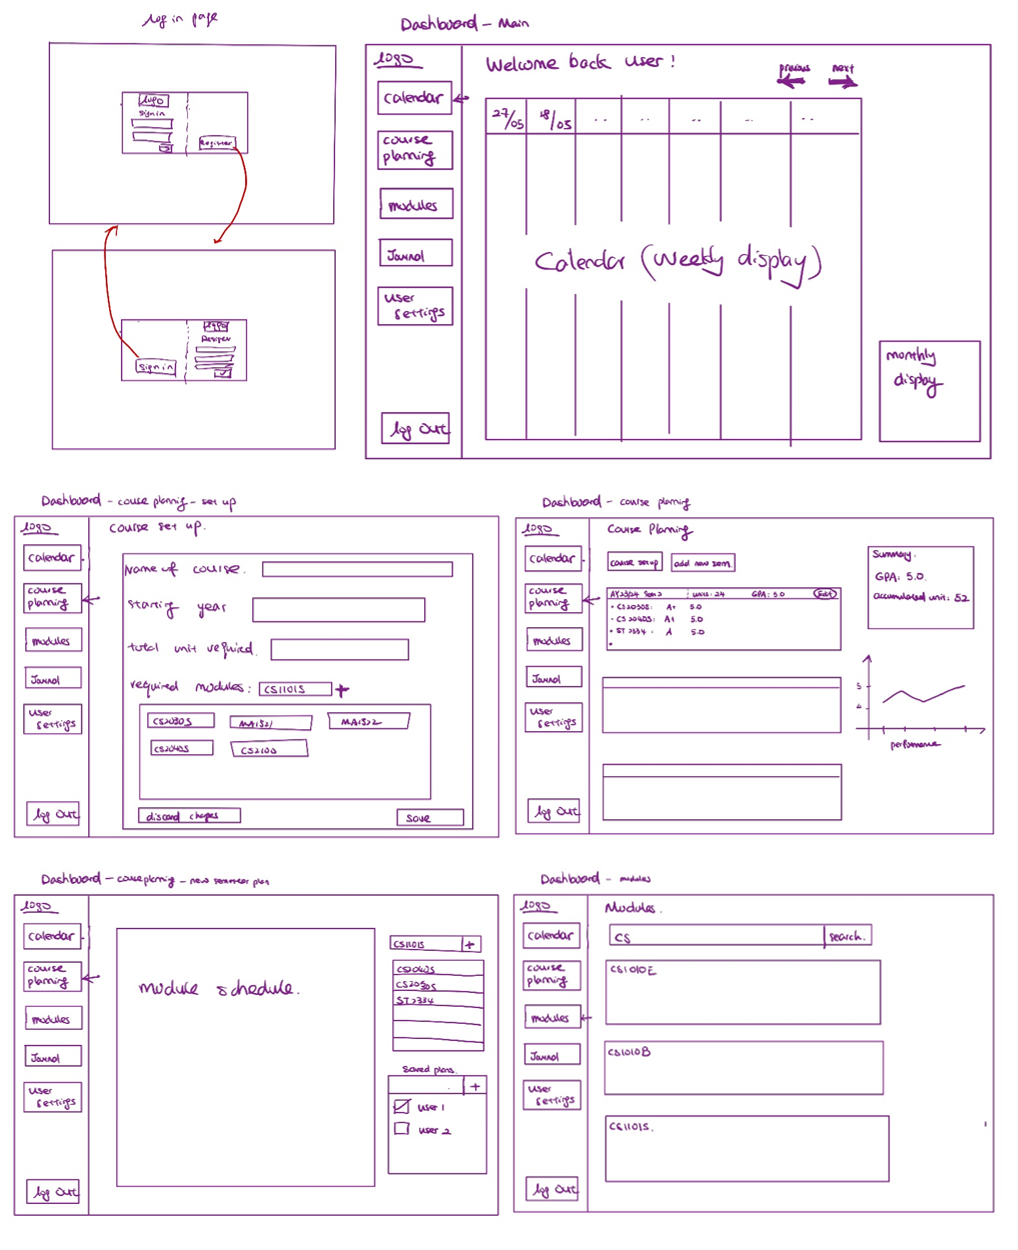 Log in page
logo
sign in
Register
logo
Register
sign in
Dashboard - Main
logo
calendar
course
planning
modules
Journal
user
settings
log out
Welcome back user !
previous
next
27/05
28/05
..
..
..
..
..
Calendar (Weekly display)
monthly
display
Dashboard - course planning - set up
logo
calendar
course
planning
modules
Journal
user
settings
log out
course set up.
Name of course.
starting year
total unit required.
required modules: CS1101S +
CS2030S
MA1521
MA1522
CS2040S
CS2100
discard changes
save
Dashboard - course planning
logo
calendar
course
planning
modules
Journal
user
settings
log out
Course Planning
course setup
add new sem
AY23/24 Sem 2 units: 24 GPA: 5.0 Edit
- CS2030S: A+ 5.0
- CS2040S: A+ 5.0
- ST2334: A 5.0
Summary.
GPA: 5.0.
accumulated unit: 52
5
4
performance
Dashboard - course planning - new semester plan
logo
calendar
course
planning
modules
Journal
user
settings
log out
module schedule.
CS1101S +
CS2040S
CS2030S
ST2334
Saved plans.
+
user 1
user 2
Dashboard - modules
logo
calendar
course
planning
modules
Journal
user
settings
log out
Modules.
CS
search.
CS1010E
CS1010B
CS1101S.